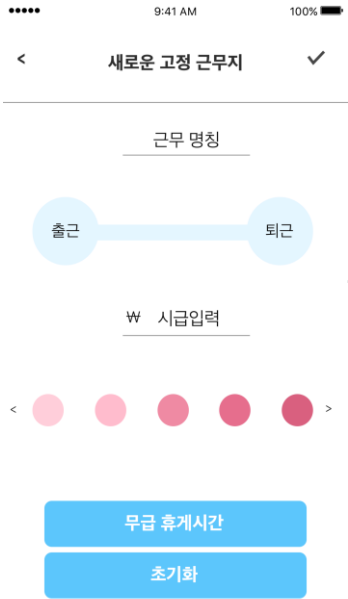 9:41 AM 100%
< 새로운 고정 근무지
근무 명칭
출근 퇴근
₩ 시급입력
< >
무급 휴게시간
초기화